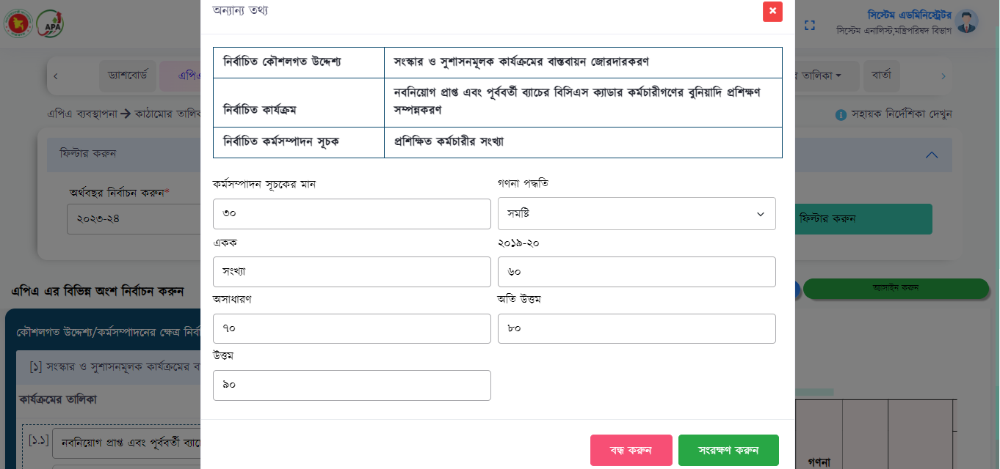 অন্যান্য তথ্য
সিস্টেম এডমিনিস্ট্রেটর
APA
সিস্টেম এনালিস্ট,মন্ত্রিপরিষদ বিভাগ
নির্বাচিত কৌশলগত উদ্দেশ্য সংস্কার ও সুশাসনমূলক কার্যক্রমের বাস্তবায়ন জোরদারকরণ
ড্যাশবোর্ড
তালিকা
বার্তা
নবনিয়োগ প্রাপ্ত এবং পূর্ববর্তী ব্যাচের বিসিএস ক্যাডার কর্মচারীগণের বুনিয়াদি প্রশিক্ষণ
নির্বাচিত কার্যক্রম সম্পন্নকরণ
এপিএ ব্যবস্থাপনা → কাঠামোর
সহায়ক নির্দেশিকা দেখুন
নির্বাচিত কর্মসম্পাদন সূচক প্রশিক্ষিত কর্মচারীর সংখ্যা
ফিল্টার করুন
কর্মসম্পাদন সূচকের মান গণনা পদ্ধতি
অর্থবছর নির্বাচন করুন*
৩০ সমষ্টি
২০২৩-২৪
ফিল্টার করুন
একক ২০১৯-২০
সংখ্যা ৬০
এপিএ এর বিভিন্ন অংশ নির্বাচন করুন
অ্যাসাইন করুন
অসাধারণ অতি উত্তম
৭০ ৮০
কৌশলগত উদ্দেশ্য/কর্মসম্পাদনের ক্ষেত্র
উত্তম
[১] সংস্কার ও সুশাসনমূলক কার্যক্রমের
৯০
কার্যক্রমের তালিকা
[১.১] নবনিয়োগ প্রাপ্ত এবং পূর্ববর্তী
বন্ধ করুন সংরক্ষণ করুন
গণনা